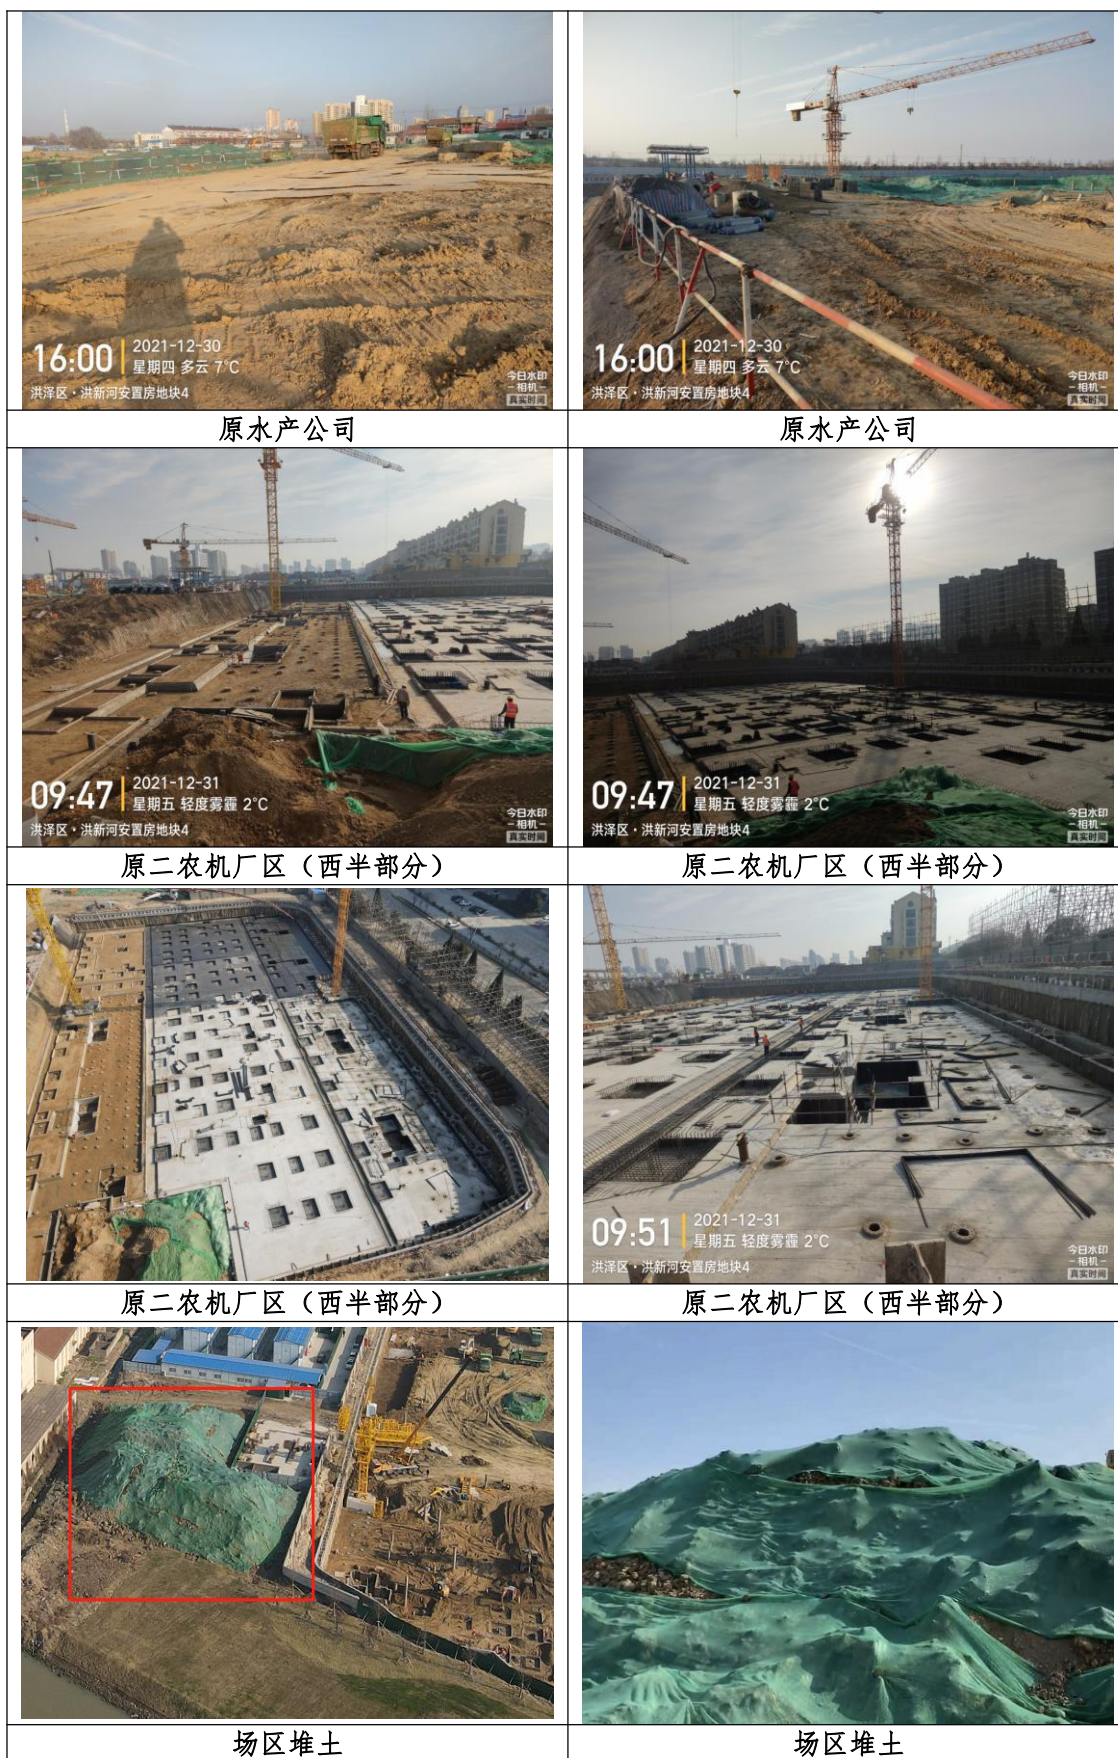 16:00
2021-12-30
星期四 多云 7°C
洪泽区·洪新河安置房地块4
今日水印
-相机-
真实时间
16:00
2021-12-30
星期四 多云 7°C
洪泽区·洪新河安置房地块4
今日水印
-相机-
真实时间
原水产公司
原水产公司
09:47
2021-12-31
星期五 轻度雾霾 2°C
洪泽区·洪新河安置房地块4
今日水印
-相机-
真实时间
09:47
2021-12-31
星期五 轻度雾霾 2°C
洪泽区·洪新河安置房地块4
今日水印
-相机-
真实时间
原二农机厂区（西半部分）
原二农机厂区（西半部分）
09:51
2021-12-31
星期五 轻度雾霾 2°C
洪泽区·洪新河安置房地块4
今日水印
-相机-
真实时间
原二农机厂区（西半部分）
原二农机厂区（西半部分）
场区堆土
场区堆土